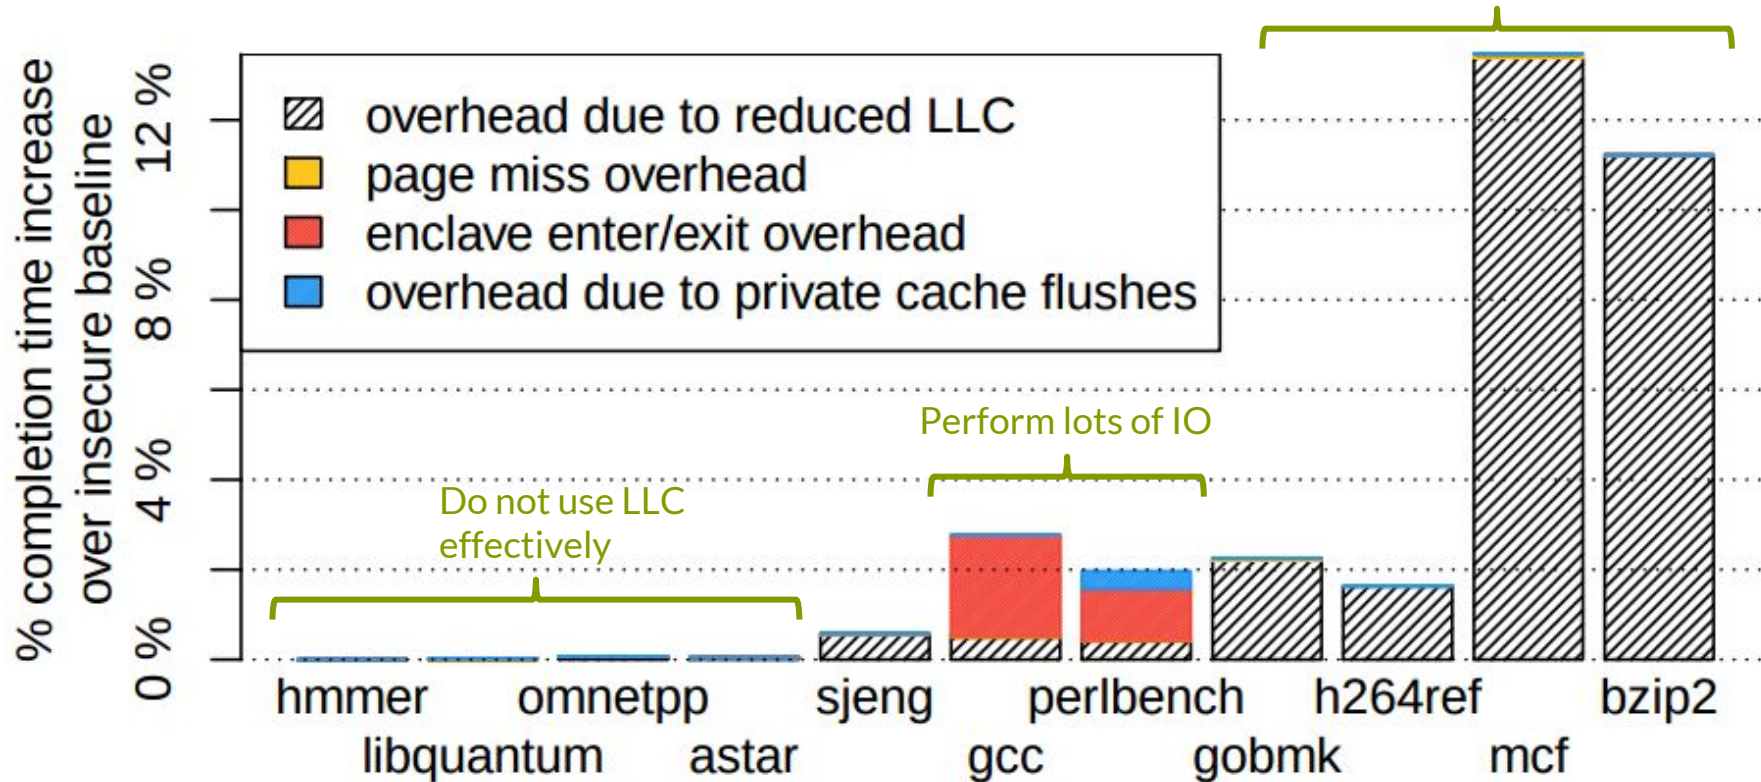 % completion time increase
over insecure baseline
12 %
8 %
4 %
0 %
overhead due to reduced LLC
page miss overhead
enclave enter/exit overhead
overhead due to private cache flushes
Perform lots of IO
Do not use LLC
effectively
hmmer
omnetpp
sjeng
perlbench
h264ref
bzip2
libquantum
astar
gcc
gobmk
mcf